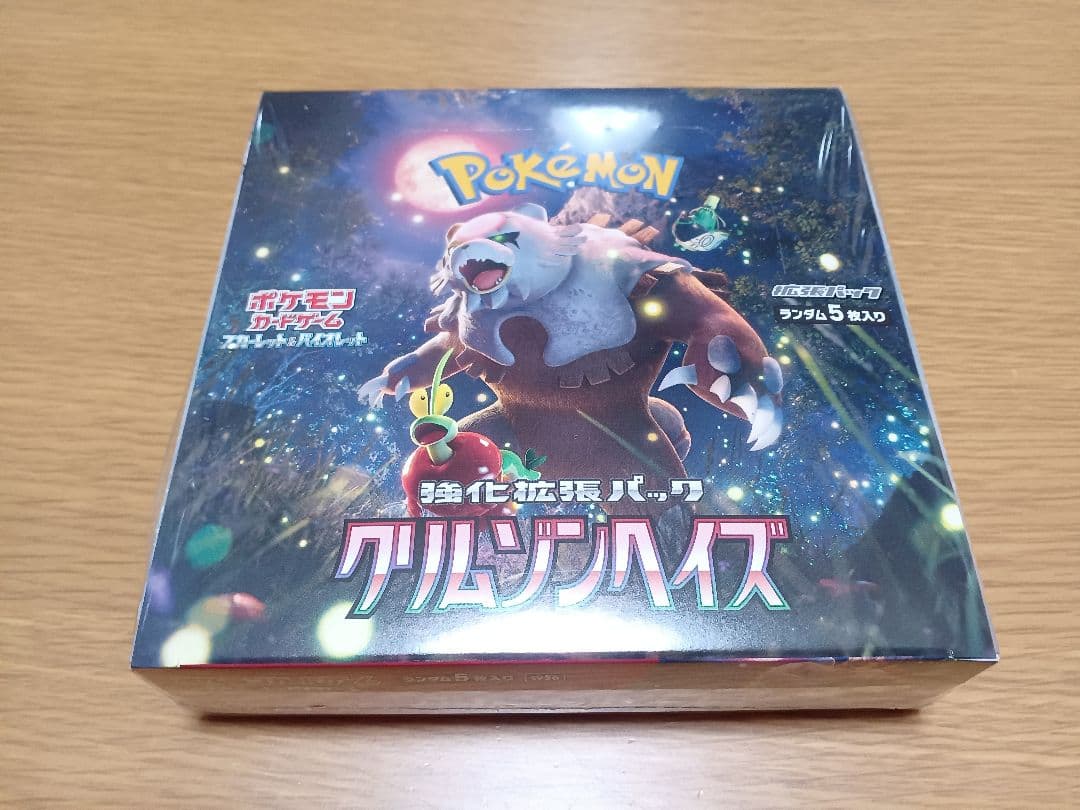 POKéMON
ポケモン
カードゲーム
スカーレット&バイオレット
拡張パック
ランダム5枚入り
強化拡張パック
クリムゾンヘイズ
ランダム5枚入り